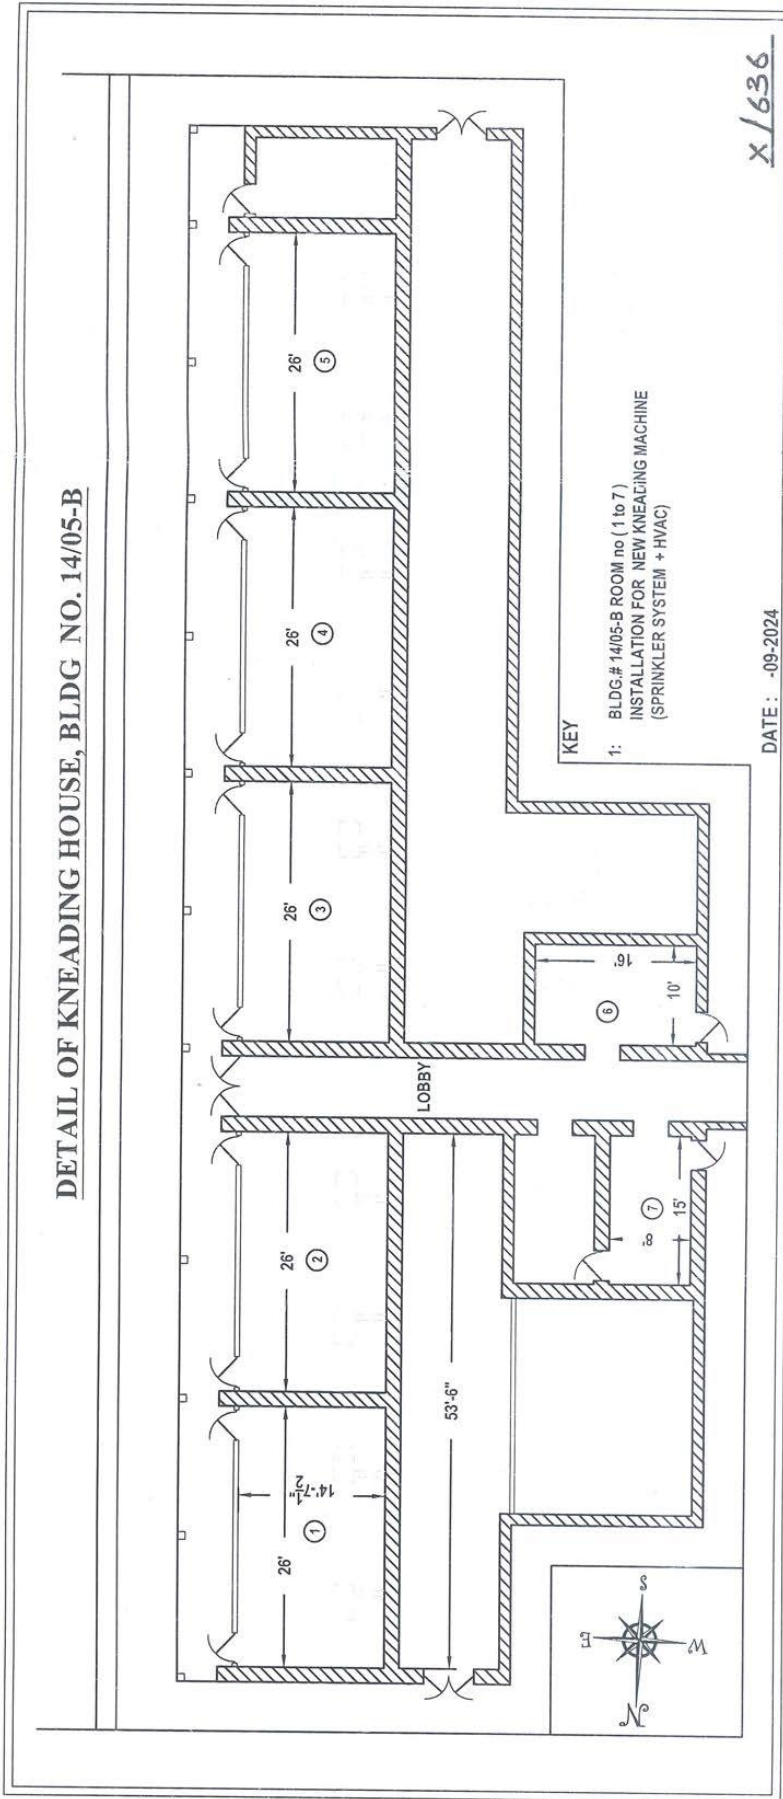 DETAIL OF KNEADING HOUSE, BLDG NO. 14/05-B
26'
14'-7 1/2"
1
26'
2
26'
3
26'
4
26'
5
LOBBY
53'-6"
8'
7
15'
6
16'
10'
N
E
S
W
KEY
1: BLDG.# 14/05-B ROOM no ( 1 to 7 )
INSTALLATION FOR NEW KNEADING MACHINE
(SPRINKLER SYSTEM + HVAC)
DATE : -09-2024
X/636